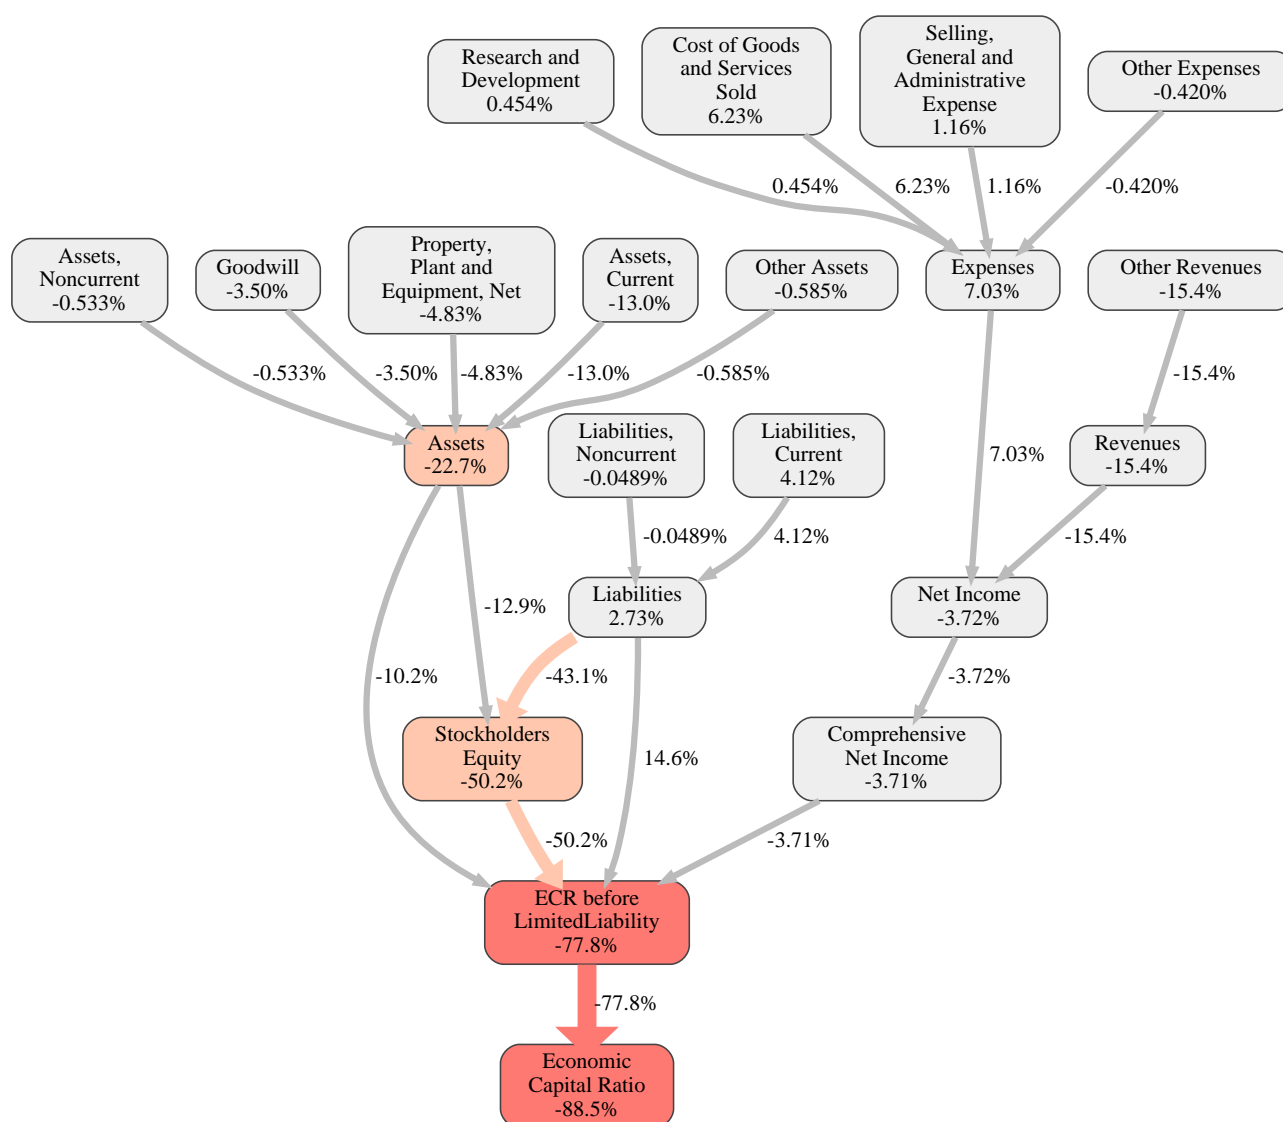 Research and
Development
0.454%
Cost of Goods
and Services
Sold
6.23%
Selling,
General and
Administrative
Expense
1.16%
Other Expenses
-0.420%
0.454%
6.23%
1.16%
-0.420%
Assets,
Noncurrent
-0.533%
Goodwill
-3.50%
Property,
Plant and
Equipment, Net
-4.83%
Assets,
Current
-13.0%
Other Assets
-0.585%
Expenses
7.03%
Other Revenues
-15.4%
-0.533%
-3.50%
-4.83%
-13.0%
-0.585%
-15.4%
Assets
-22.7%
Liabilities,
Noncurrent
-0.0489%
Liabilities,
Current
4.12%
7.03%
Revenues
-15.4%
-0.0489%
4.12%
-15.4%
-12.9%
Liabilities
2.73%
Net Income
-3.72%
-10.2%
-43.1%
-3.72%
Stockholders
Equity
-50.2%
14.6%
Comprehensive
Net Income
-3.71%
-50.2%
-3.71%
ECR before
LimitedLiability
-77.8%
-77.8%
Economic
Capital Ratio
-88.5%